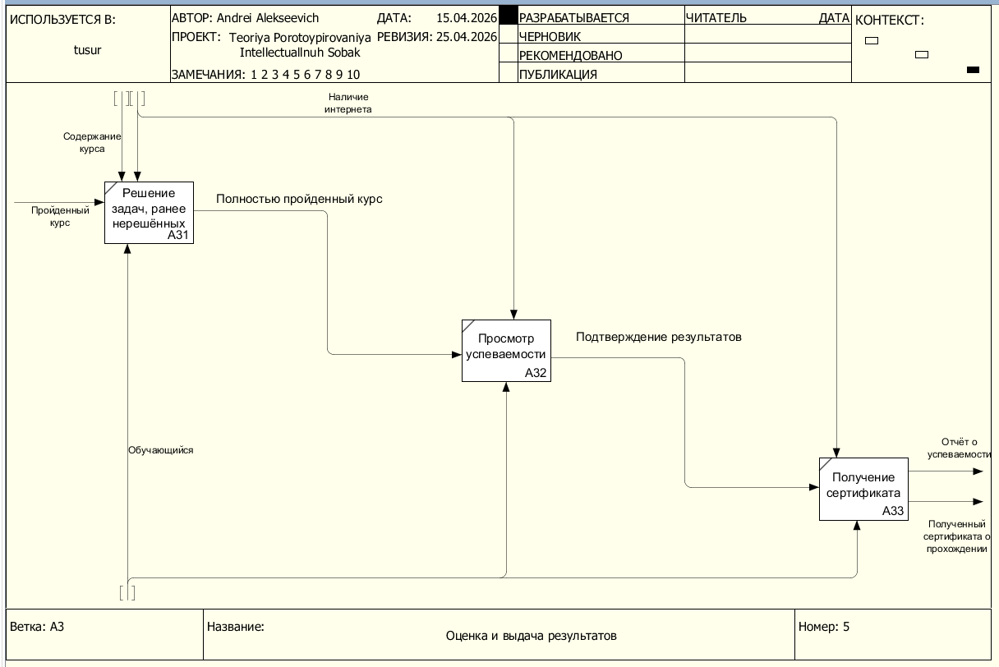 ИСПОЛЬЗУЕТСЯ В:
tusur
АВТОР: Andrei Alekseevich
ДАТА: 15.04.2026
ПРОЕКТ: Teoriya Porotoypirovaniya
Intellectuallnuh Sobak
РЕВИЗИЯ: 25.04.2026
ЗАМЕЧАНИЯ: 1 2 3 4 5 6 7 8 9 10
РАЗРАБАТЫВАЕТСЯ
ЧЕРНОВИК
РЕКОМЕНДОВАНО
ПУБЛИКАЦИЯ
ЧИТАТЕЛЬ ДАТА
КОНТЕКСТ:
Наличие
интернета
Содержание
курса
Пройденный
курс
Решение
задач, ранее
нерешённых
A31
Полностью пройденный курс
Просмотр
успеваемости
A32
Подтверждение результатов
Обучающийся
Получение
сертификата
A33
Отчёт о
успеваемости
Полученный
сертификата о
прохождении
Ветка: A3
Название:
Оценка и выдача результатов
Номер: 5